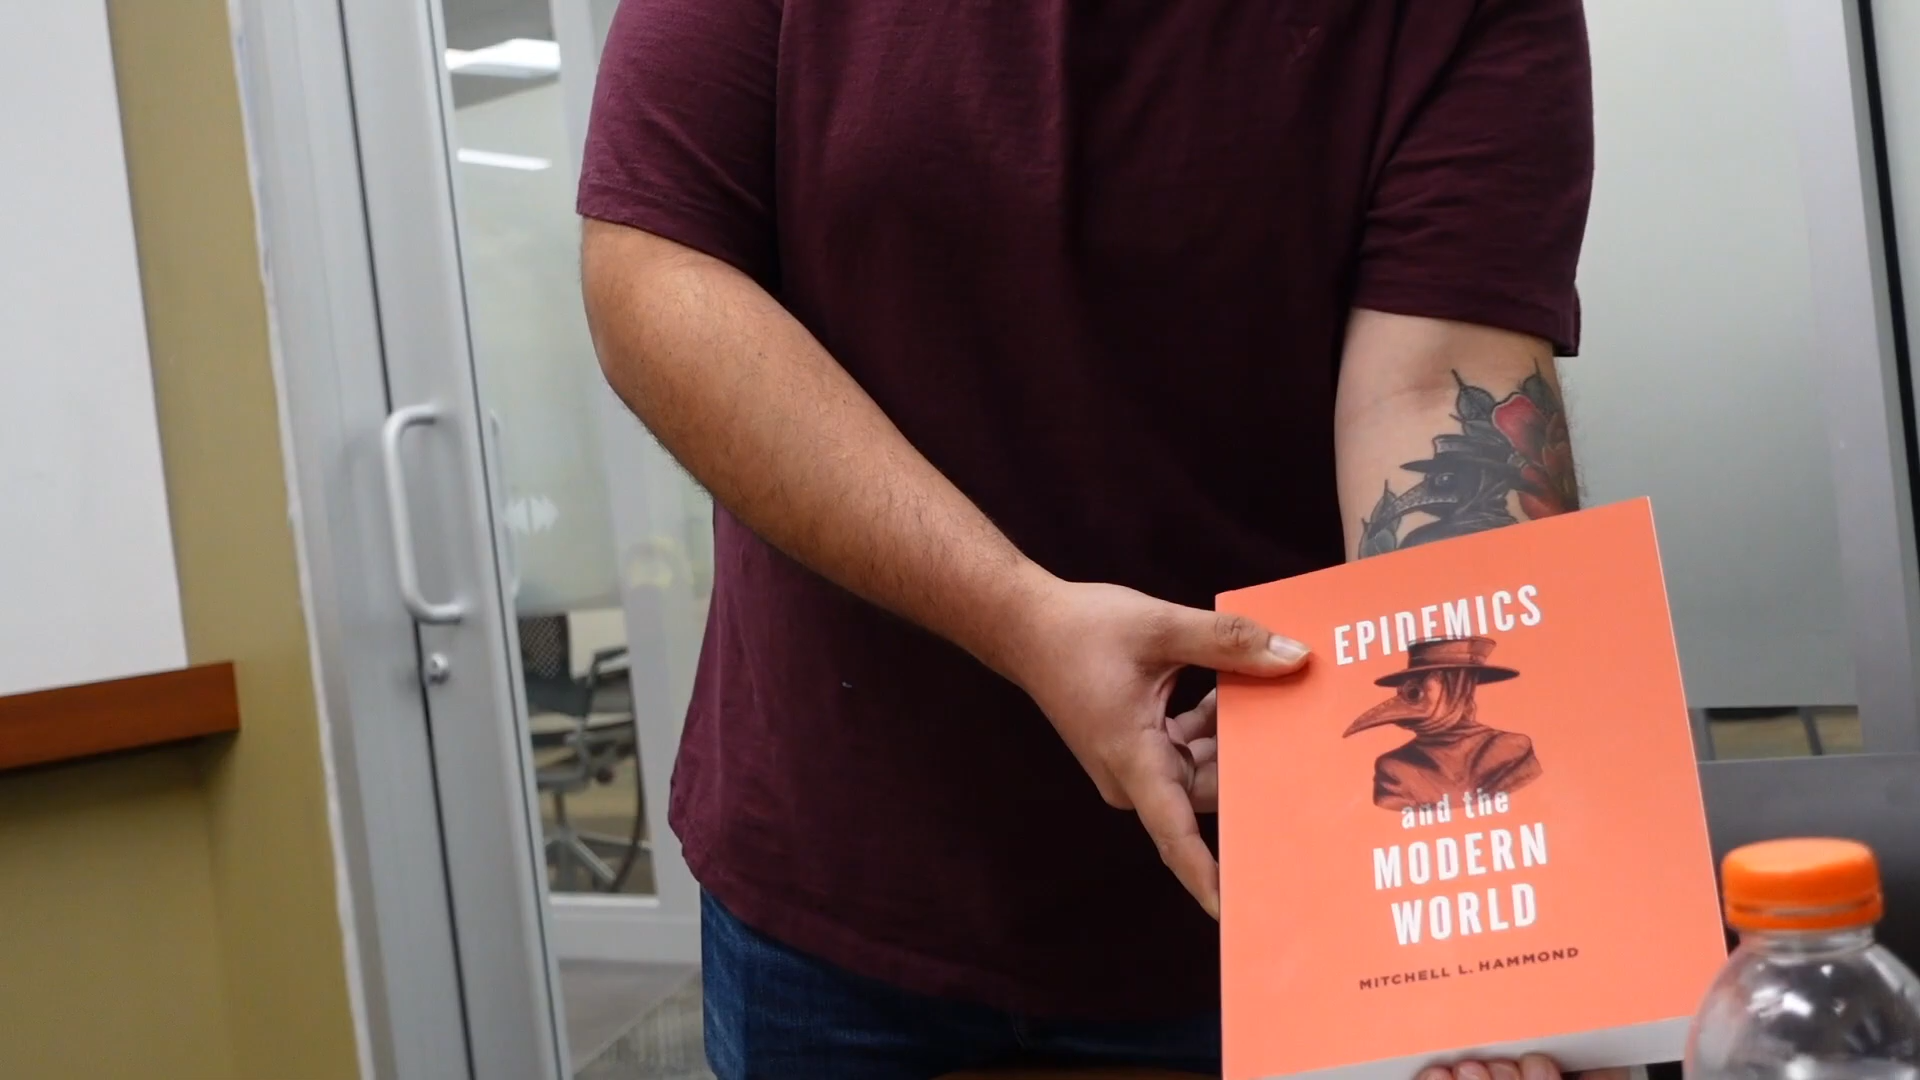 EPIDEMICS
and the
MODERN
WORLD
MITCHELL L. HAMMOND